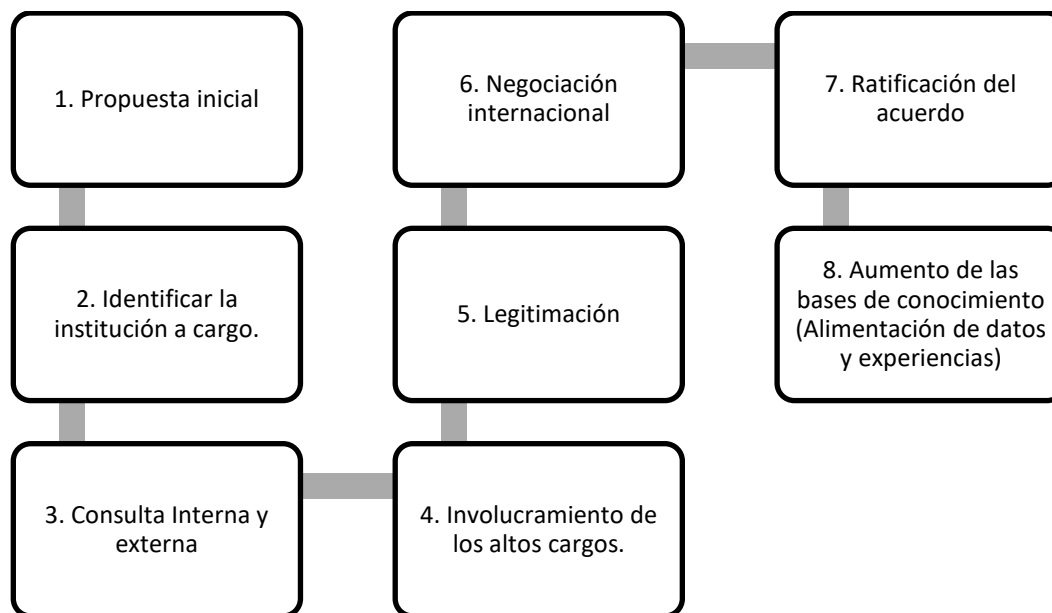 1. Propuesta inicial
2. Identificar la
institución a cargo.
3. Consulta Interna y
externa
4. Involucramiento de
los altos cargos.
5. Legitimación
6. Negociación
internacional
7. Ratificación del
acuerdo
8. Aumento de las
bases de conocimiento
(Alimentación de datos
y experiencias)